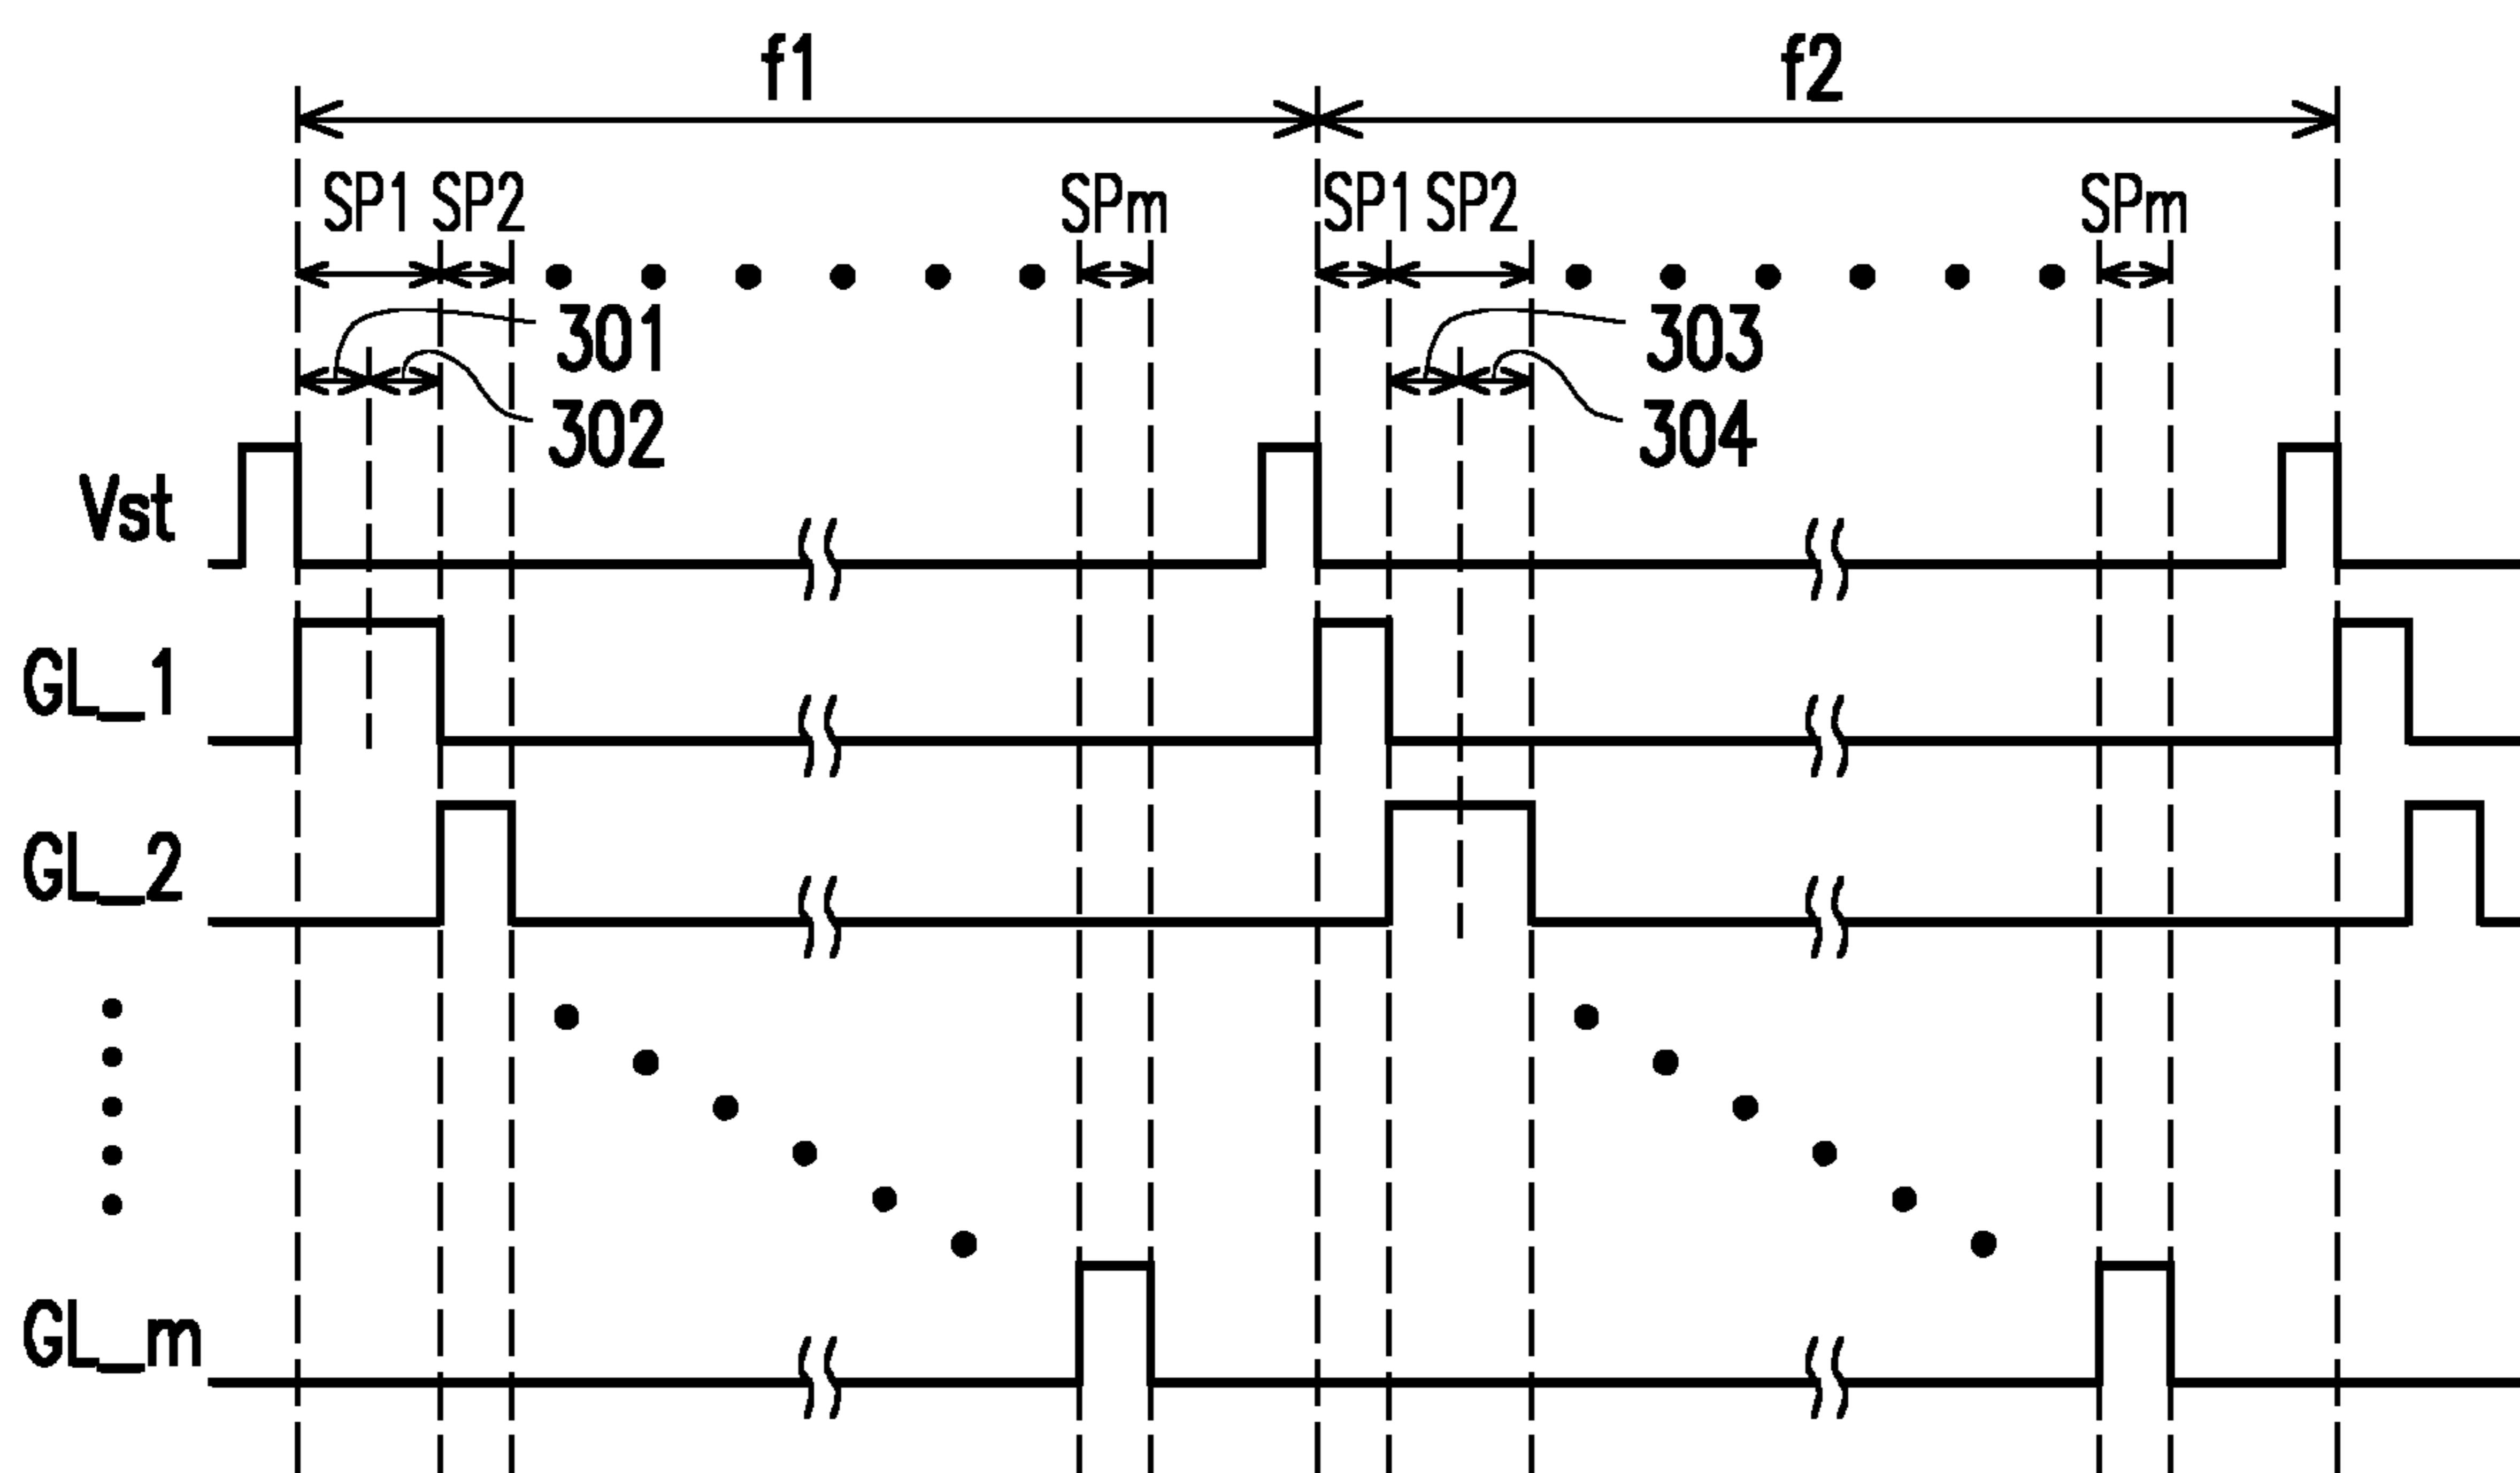 f1 f2
SP1 SP2 SPm SP1 SP2 SPm
301 303
302 304
Vst
GL_1
GL_2
GL_m